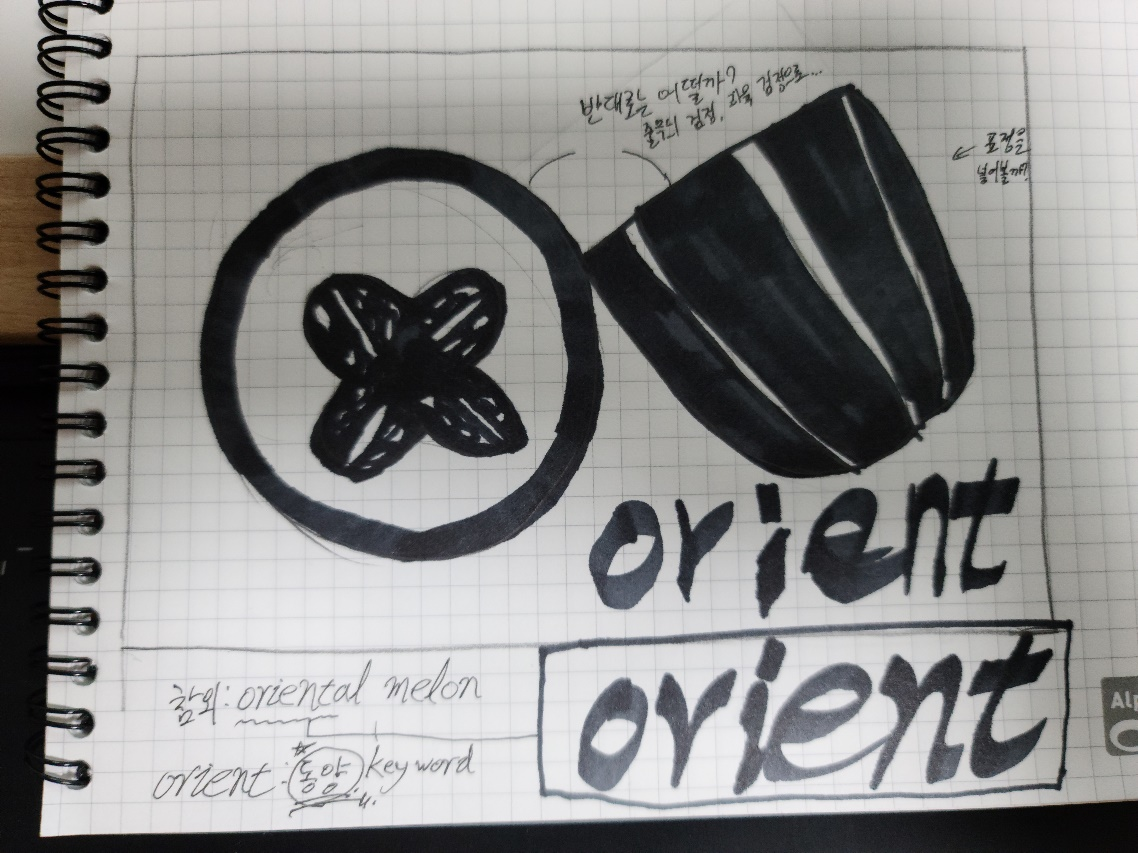 반대로는 어떨까?
줄무늬 검정, 과육 검정으로...
← 표정을
넣어볼까?
orient
orient
참외: oriental melon
orient: 동양 keyword
Alp